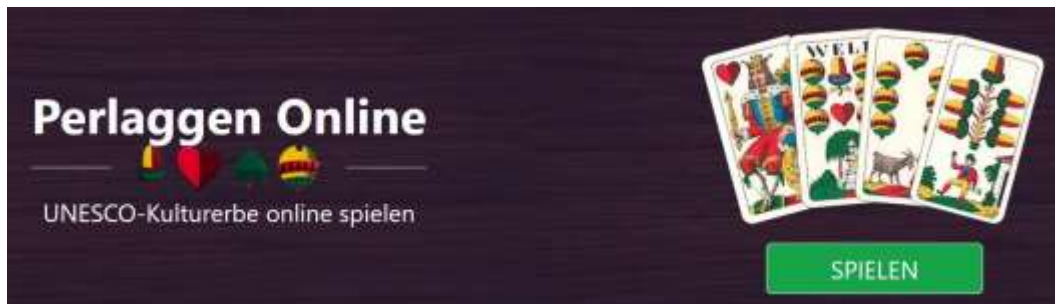 Perlaggen Online
UNESCO-Kulturerbe online spielen
WELI
SPIELEN